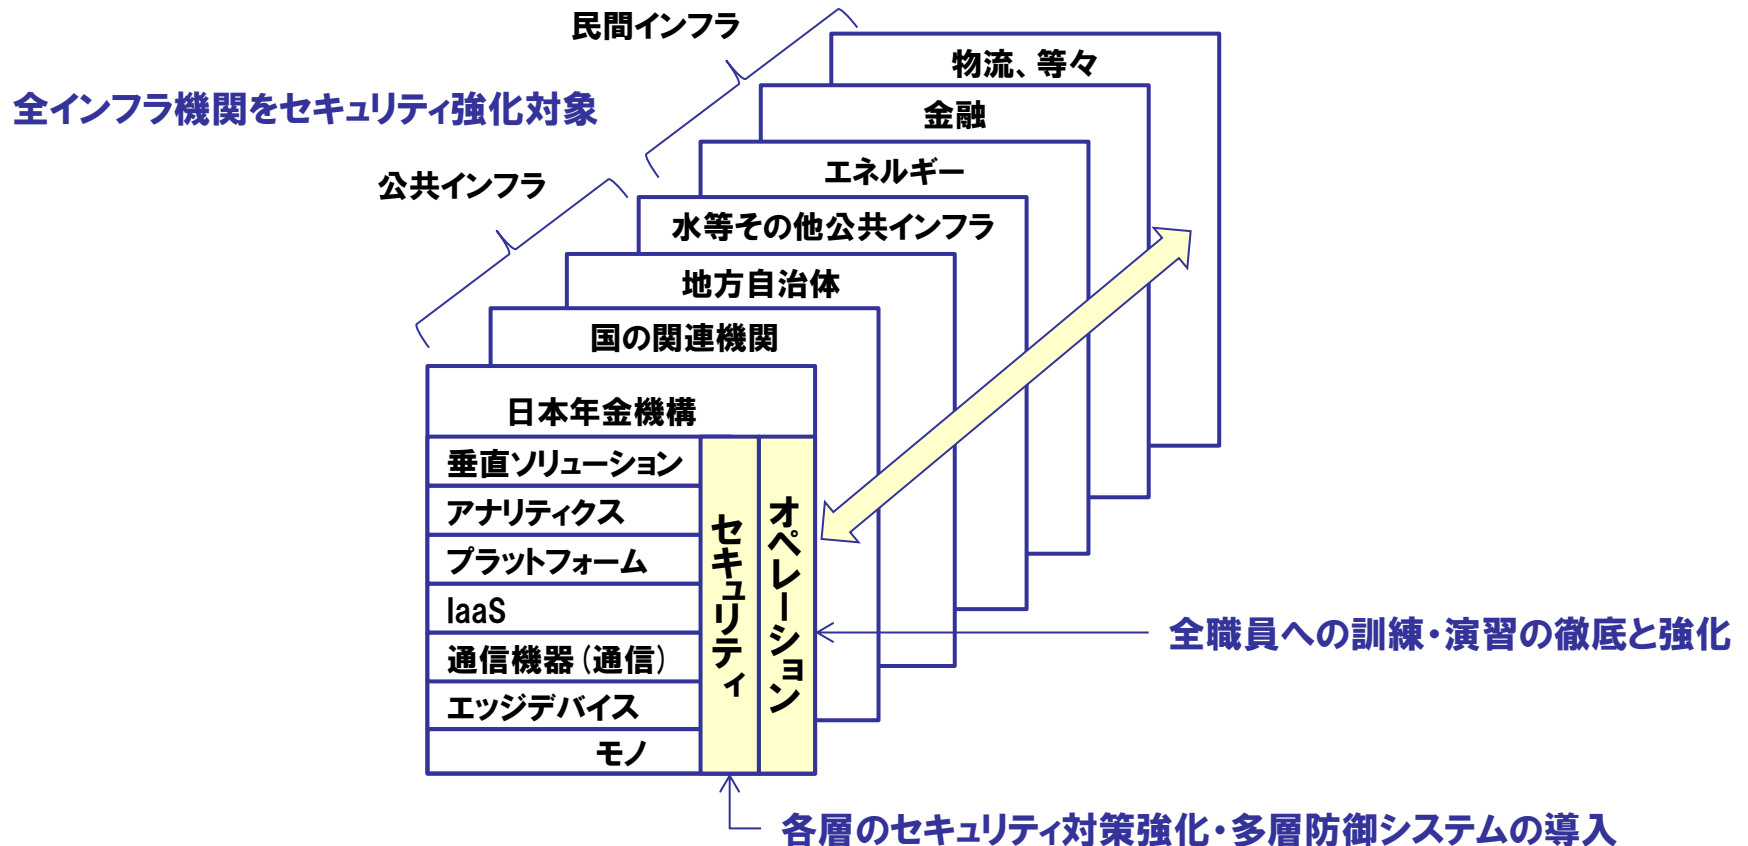 民間インフラ
物流、等々
全インフラ機関をセキュリティ強化対象
金融
エネルギー
公共インフラ
水等その他公共インフラ
地方自治体
国の関連機関
日本年金機構
垂直ソリューション
アナリティクス
プラットフォーム
IaaS
通信機器(通信)
エッジデバイス
モノ
セキュリティ
オペレーション
全職員への訓練・演習の徹底と強化
各層のセキュリティ対策強化・多層防御システムの導入